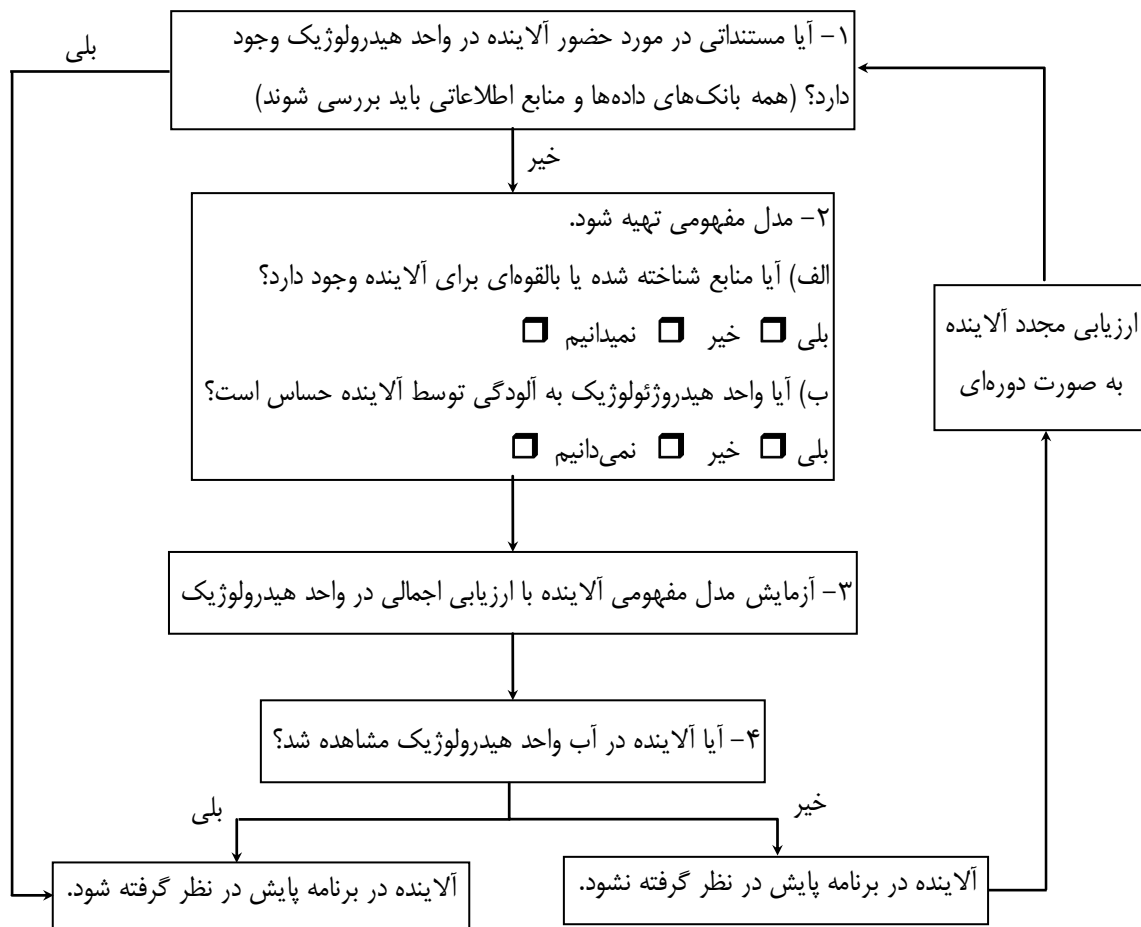 ۱- آیا مستنداتی در مورد حضور آلاینده در واحد هیدرولوژیک وجود
دارد؟ (همه بانک‌های داده‌ها و منابع اطلاعاتی باید بررسی شوند)
بلی
خیر
۲- مدل مفهومی تهیه شود.
الف) آیا منابع شناخته شده یا بالقوه‌ای برای آلاینده وجود دارد؟
بلی ❒ خیر ❒ نمیدانیم ❒
ب) آیا واحد هیدروژئولوژیک به آلودگی توسط آلاینده حساس است؟
بلی ❒ خیر ❒ نمی‌دانیم ❒
ارزیابی مجدد آلاینده
به صورت دوره‌ای
۳- آزمایش مدل مفهومی آلاینده با ارزیابی اجمالی در واحد هیدرولوژیک
۴- آیا آلاینده در آب واحد هیدرولوژیک مشاهده شد؟
خیر
بلی
آلاینده در برنامه پایش در نظر گرفته نشود.
آلاینده در برنامه پایش در نظر گرفته شود.